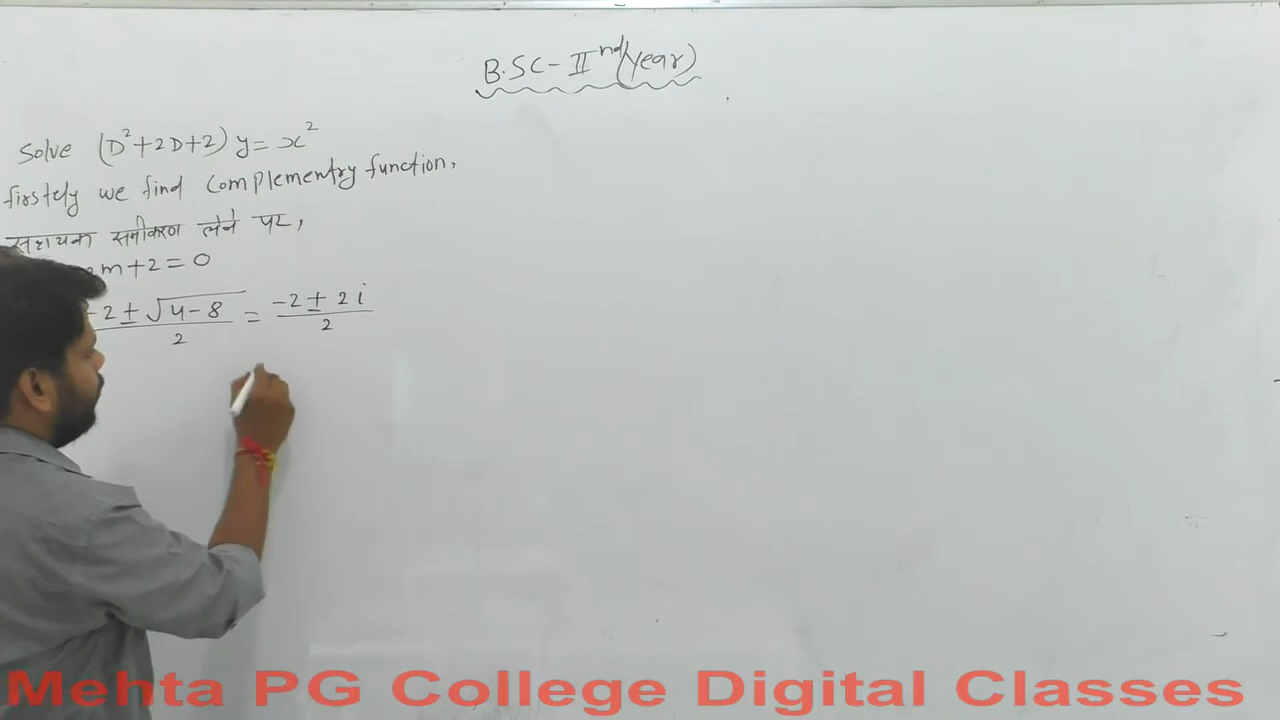 B.SC-II nd (Year)
Solve (D²+2D+2) y = x²
firstely we find Complementry function,
सहायक समीकरण लेने पर,
m+2=0
-2 ± √4-8 / 2 = -2 ± 2i / 2
Mehta PG College Digital Classes